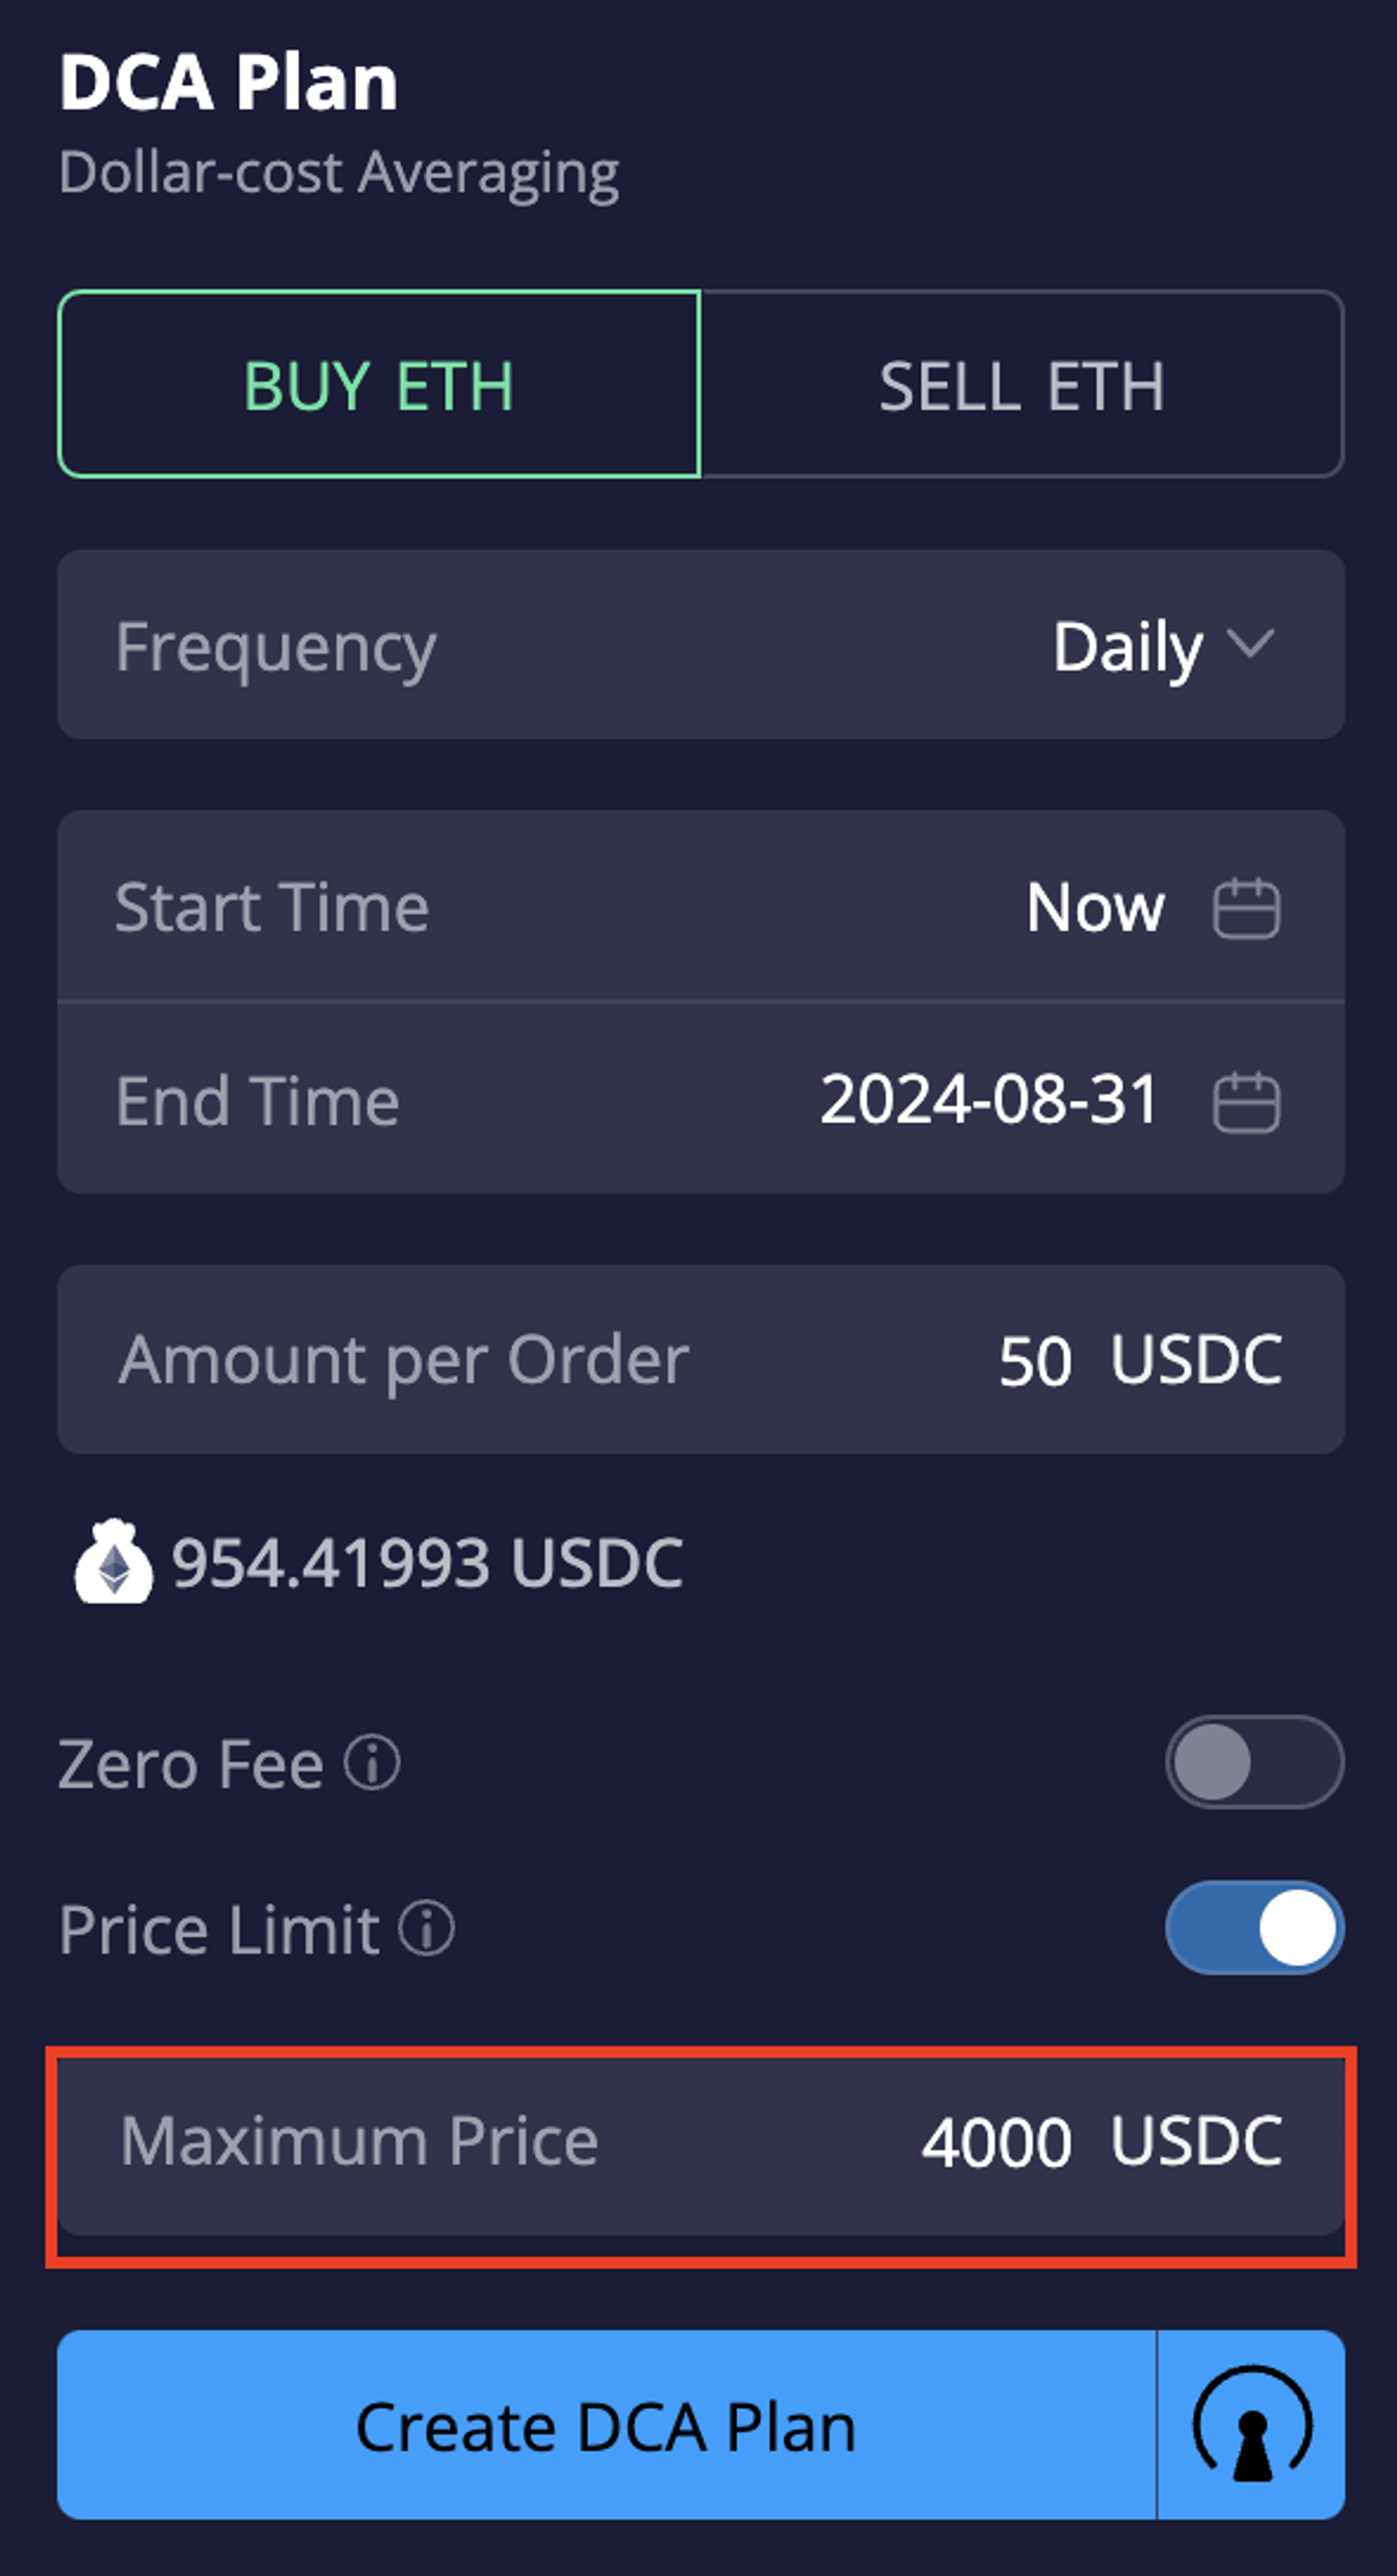 DCA Plan
Dollar-cost Averaging
BUY ETH SELL ETH
Frequency Daily
Start Time Now
End Time 2024-08-31
Amount per Order 50 USDC
954.41993 USDC
Zero Fee
Price Limit
Maximum Price 4000 USDC
Create DCA Plan